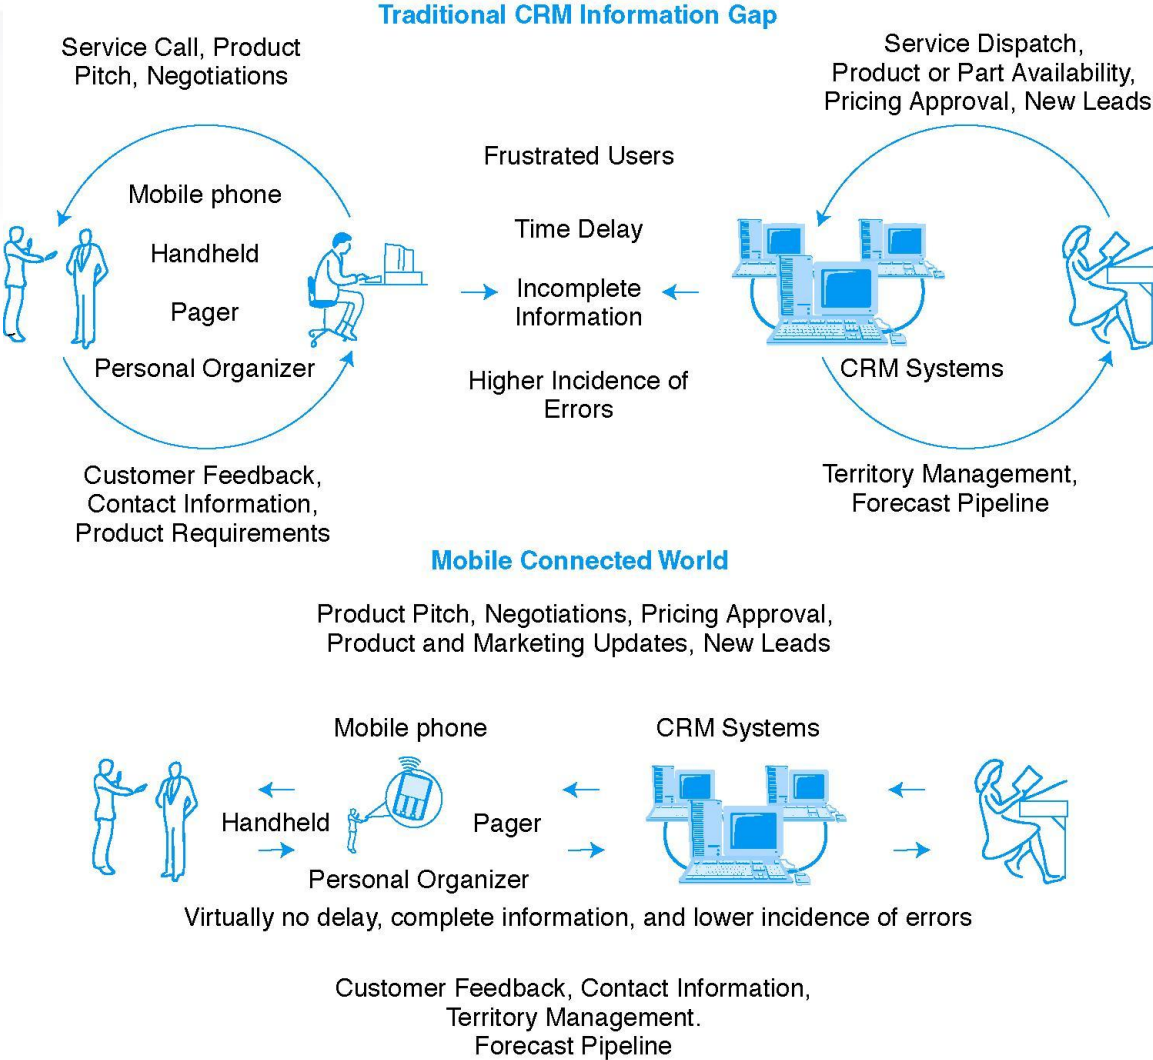 Traditional CRM Information Gap
Service Call, Product
Pitch, Negotiations
Service Dispatch,
Product or Part Availability,
Pricing Approval, New Leads
Mobile phone
Handheld
Pager
Personal Organizer
Frustrated Users
Time Delay
Incomplete
Information
Higher Incidence of
Errors
CRM Systems
Customer Feedback,
Contact Information,
Product Requirements
Territory Management,
Forecast Pipeline
Mobile Connected World
Product Pitch, Negotiations, Pricing Approval,
Product and Marketing Updates, New Leads
Mobile phone
CRM Systems
Handheld
Pager
Personal Organizer
Virtually no delay, complete information, and lower incidence of errors
Customer Feedback, Contact Information,
Territory Management.
Forecast Pipeline